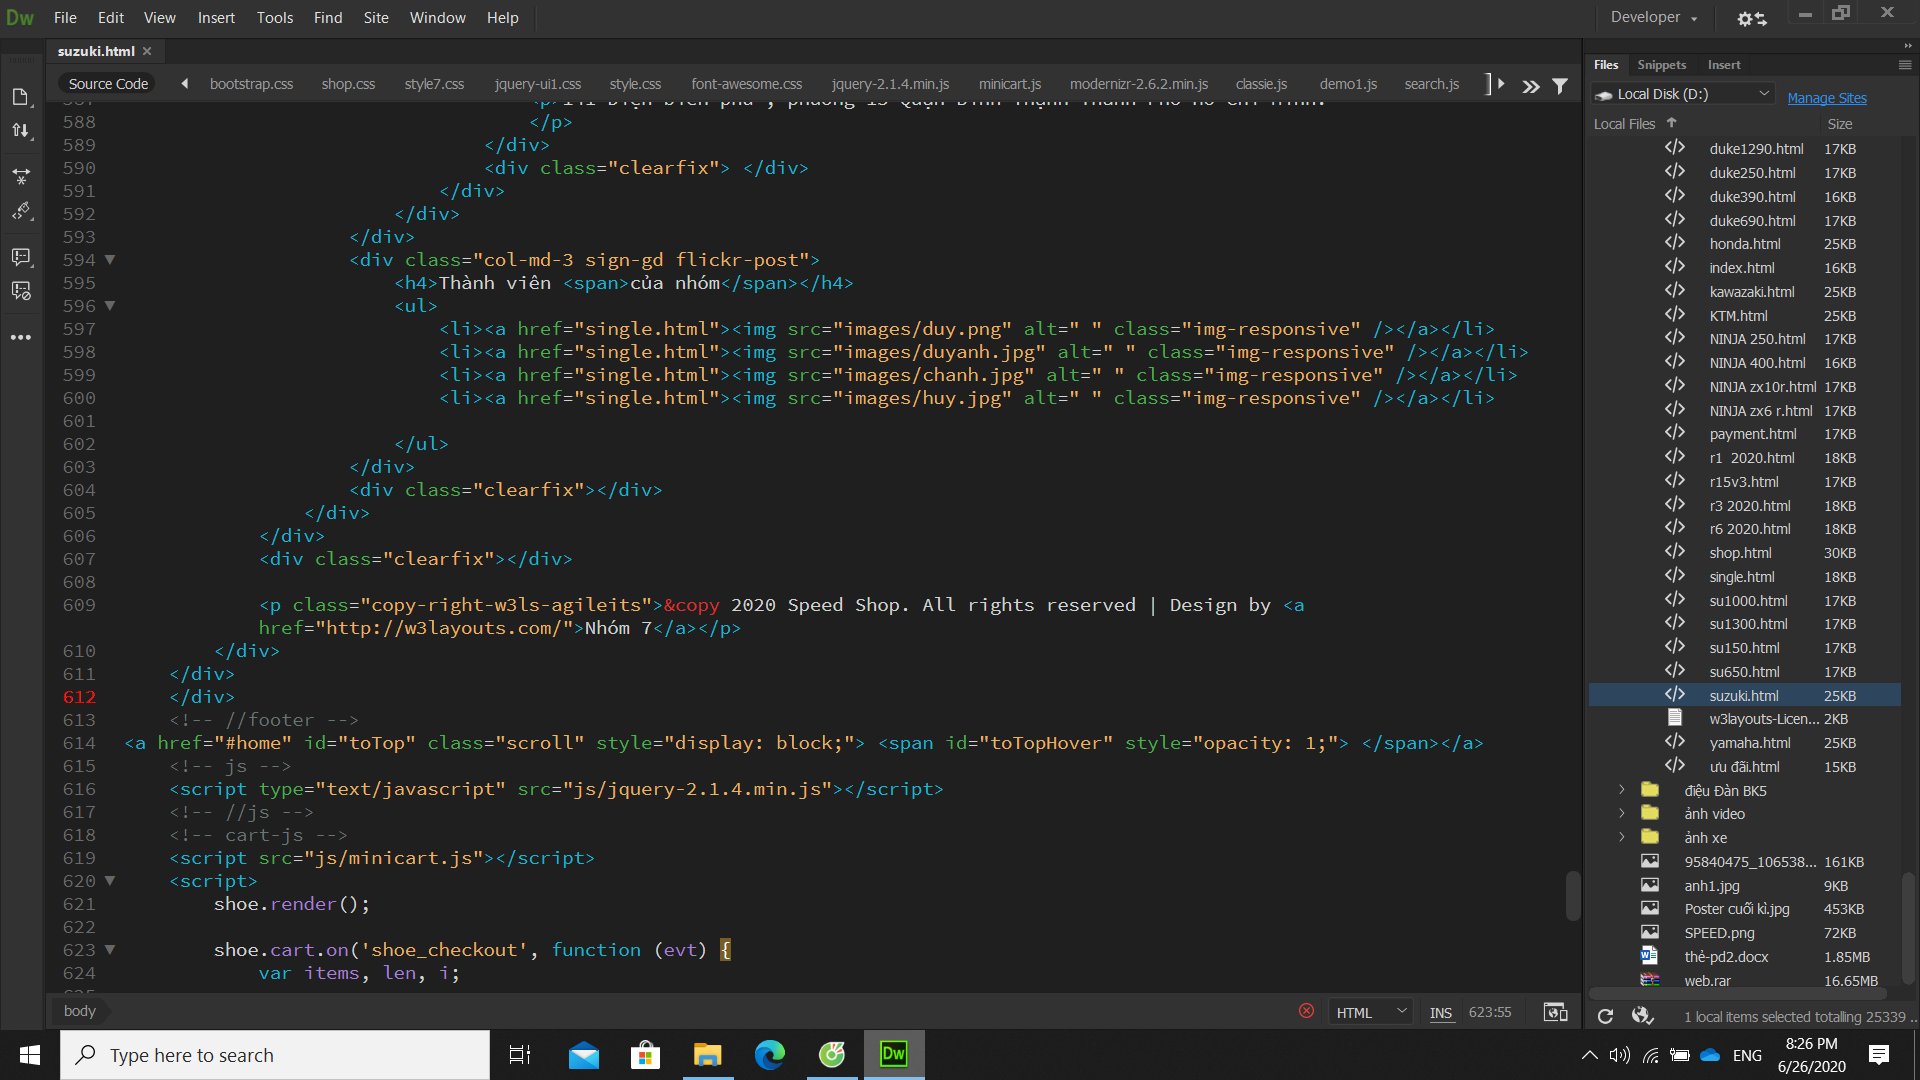 Dw File Edit View Insert Tools Find Site Window Help Developer
suzuki.html
Source Code bootstrap.css shop.css style7.css jquery-ui1.css style.css font-awesome.css jquery-2.1.4.min.js minicart.js modernizr-2.6.2.min.js classie.js demo1.js search.js
588 </p>
589 </div>
590 <div class="clearfix"> </div>
591 </div>
592 </div>
593 </div>
594 <div class="col-md-3 sign-gd flickr-post">
595 <h4>Thành viên <span>của nhóm</span></h4>
596 <ul>
597 <li><a href="single.html"><img src="images/duy.png" alt=" " class="img-responsive" /></a></li>
598 <li><a href="single.html"><img src="images/duyanh.jpg" alt=" " class="img-responsive" /></a></li>
599 <li><a href="single.html"><img src="images/chanh.jpg" alt=" " class="img-responsive" /></a></li>
600 <li><a href="single.html"><img src="images/huy.jpg" alt=" " class="img-responsive" /></a></li>
601
602 </ul>
603 </div>
604 <div class="clearfix"></div>
605 </div>
606 </div>
607 <div class="clearfix"></div>
608
609 <p class="copy-right-w3ls-agileits">&copy 2020 Speed Shop. All rights reserved | Design by <a
href="http://w3layouts.com/">Nhóm 7</a></p>
610 </div>
611 </div>
612 </div>
613 <!-- //footer -->
614 <a href="#home" id="toTop" class="scroll" style="display: block;"> <span id="toTopHover" style="opacity: 1;"> </span></a>
615 <!-- js -->
616 <script type="text/javascript" src="js/jquery-2.1.4.min.js"></script>
617 <!-- //js -->
618 <!-- cart-js -->
619 <script src="js/minicart.js"></script>
620 <script>
621 shoe.render();
622
623 shoe.cart.on('shoe_checkout', function (evt) {
624 var items, len, i;
body HTML INS 623:55
Files Snippets Insert
Local Disk (D:) Manage Sites
Local Files Size
duke1290.html 17KB
duke250.html 17KB
duke390.html 16KB
duke690.html 17KB
honda.html 25KB
index.html 16KB
kawazaki.html 25KB
KTM.html 25KB
NINJA 250.html 17KB
NINJA 400.html 16KB
NINJA zx10r.html 17KB
NINJA zx6 r.html 17KB
payment.html 17KB
r1 2020.html 18KB
r15v3.html 17KB
r3 2020.html 18KB
r6 2020.html 18KB
shop.html 30KB
single.html 18KB
su1000.html 17KB
su1300.html 17KB
su150.html 17KB
su650.html 17KB
suzuki.html 25KB
w3layouts-Licen... 2KB
yamaha.html 25KB
ưu đãi.html 15KB
điệu Đàn BK5
ảnh video
ảnh xe
95840475_106538... 161KB
anh1.jpg 9KB
Poster cuối kì.jpg 453KB
SPEED.png 72KB
thẻ-pd2.docx 1.85MB
web.rar 16.65MB
1 local items selected totalling 25339 ..
Type here to search
Dw
ENG
8:26 PM
6/26/2020